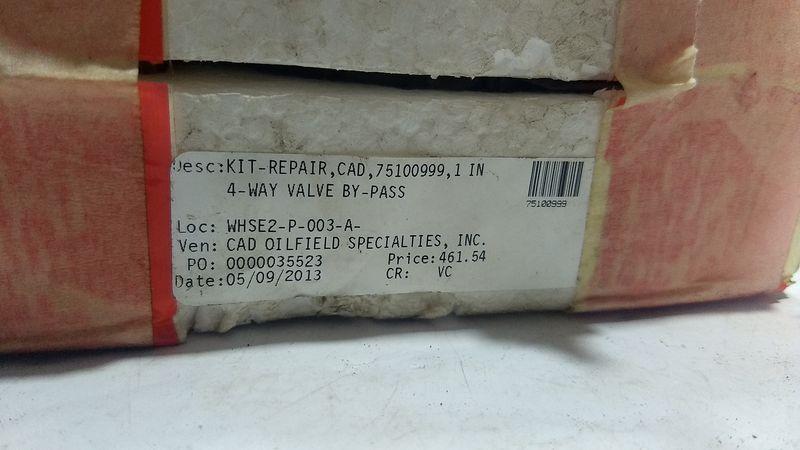 Desc:KIT-REPAIR,CAD,75100999,1 IN
4-WAY VALVE BY-PASS
75100999
Loc: WHSE2-P-003-A-
Ven: CAD OILFIELD SPECIALTIES, INC.
PO: 0000035523 Price:461.54
Date:05/09/2013 CR: VC